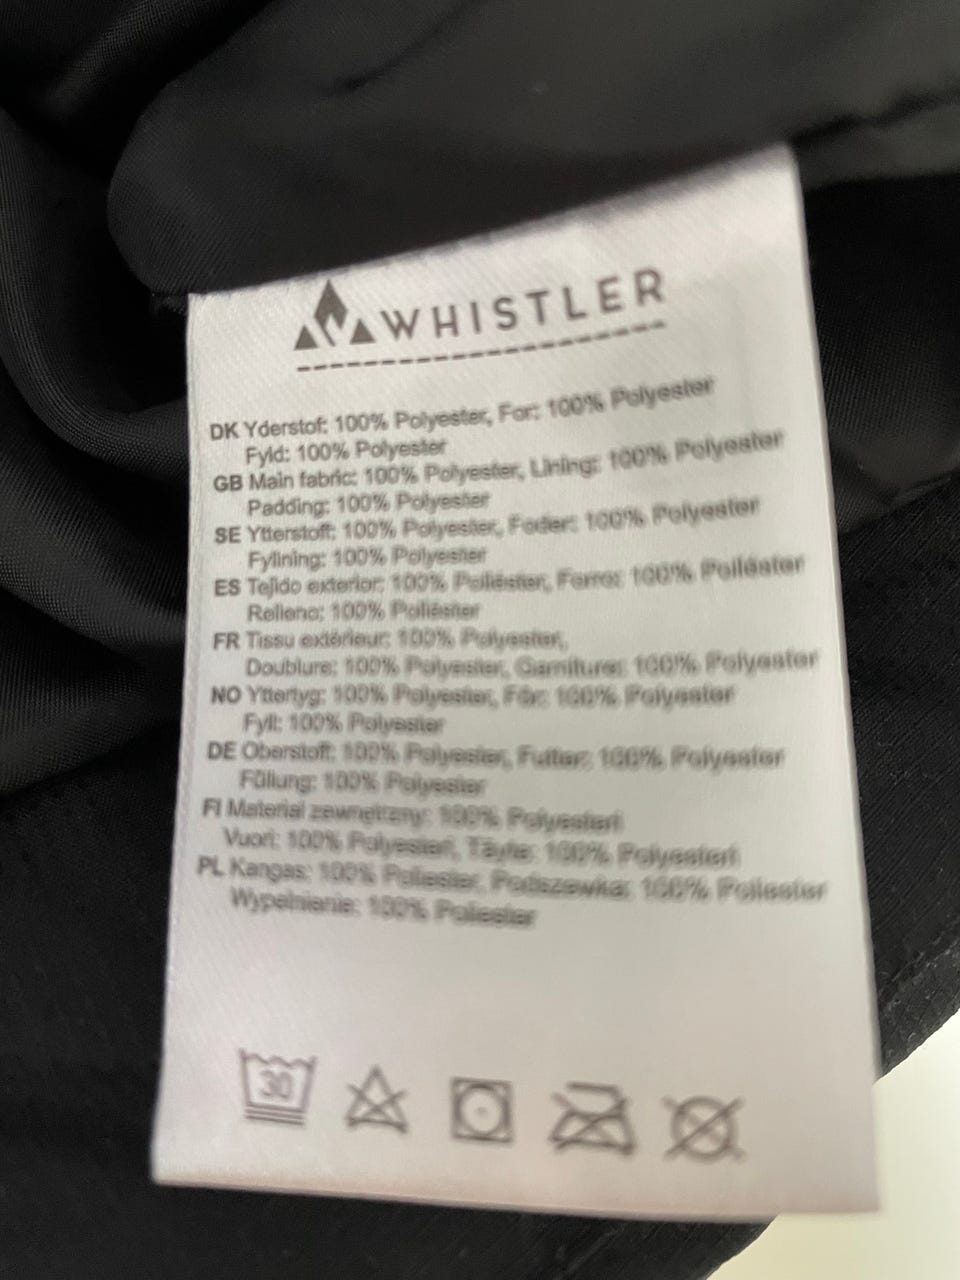 WHISTLER
DK Yderstof: 100% Polyester, For: 100% Polyester
Fyld: 100% Polyester
GB Main fabric: 100% Polyester, Lining: 100% Polyester
Padding: 100% Polyester
SE Ytterstoft: 100% Polyester, Foder: 100% Polyester
Fyllning: 100% Polyester
ES Tejido exterior: 100% Poliéster, Forro: 100% Poliéster
Relleno: 100% Poliéster
FR Tissu extérieur: 100% Polyester,
Doublure: 100% Polyester, Garniture: 100% Polyester
NO Yttertyg: 100% Polyester, Fór: 100% Polyester
Fyll: 100% Polyester
DE Oberstoff: 100% Polyester, Futter: 100% Polyester
Füllung: 100% Polyester
FI Material zewnętrzny: 100% Polyesteri
Vuori: 100% Polyesteri, Täyte: 100% Polyesteri
PL Kangas: 100% Poliester, Podszewka: 100% Poliester
Wypełnienie: 100% Poliester
30